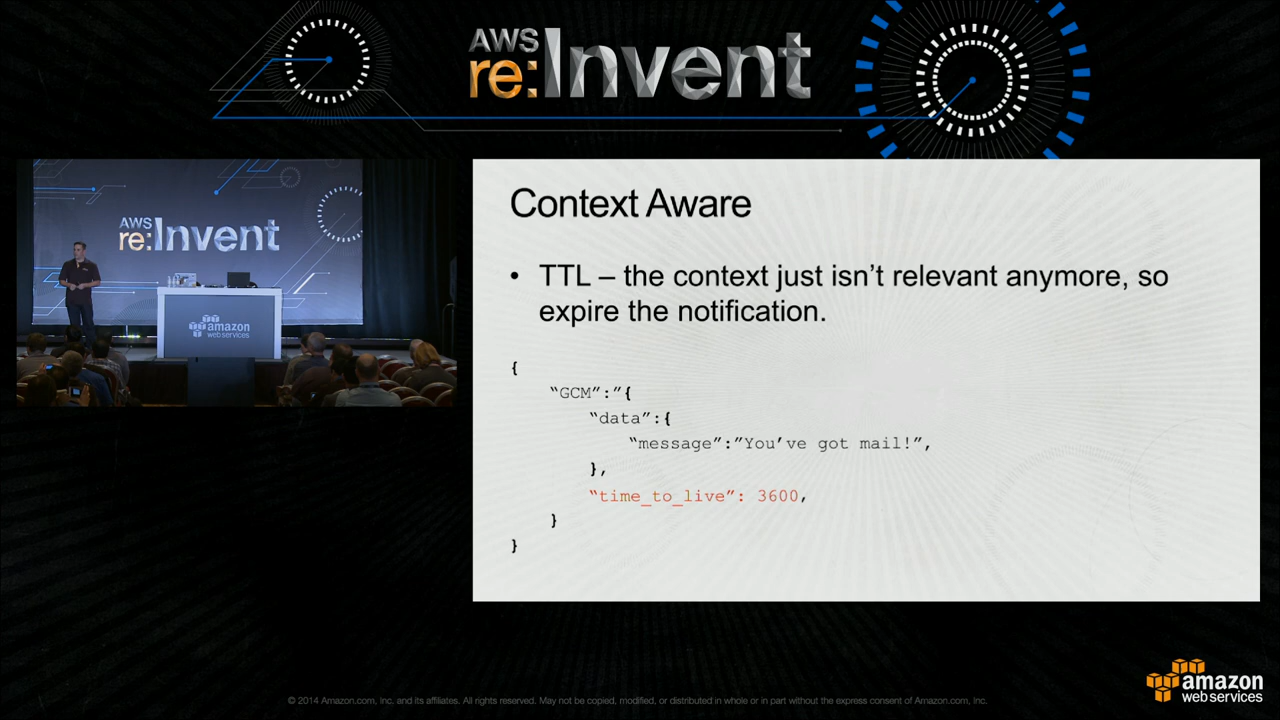 AWS
re:Invent
AWS
re:Invent
amazon
web services
Context Aware
• TTL – the context just isn’t relevant anymore, so
expire the notification.
{
“GCM”:”{
“data”:{
“message”:”You’ve got mail!”,
},
“time_to_live”: 3600,
}
}
amazon
web services
© 2014 Amazon.com, Inc, and its affiliates. All rights reserved. May not be copied, modified, or distributed in whole or in part without the express consent of Amazon.com, Inc.